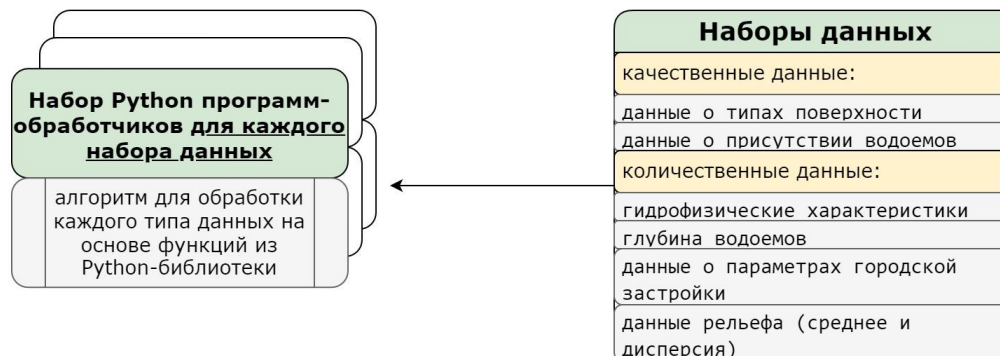 Набор Python программ-
обработчиков для каждого
набора данных
алгоритм для обработки
каждого типа данных на
основе функций из
Python-библиотеки
Наборы данных
качественные данные:
данные о типах поверхности
данные о присутствии водоемов
количественные данные:
гидрофизические характеристики
глубина водоемов
данные о параметрах городской
застройки
данные рельефа (среднее и
дисперсия)